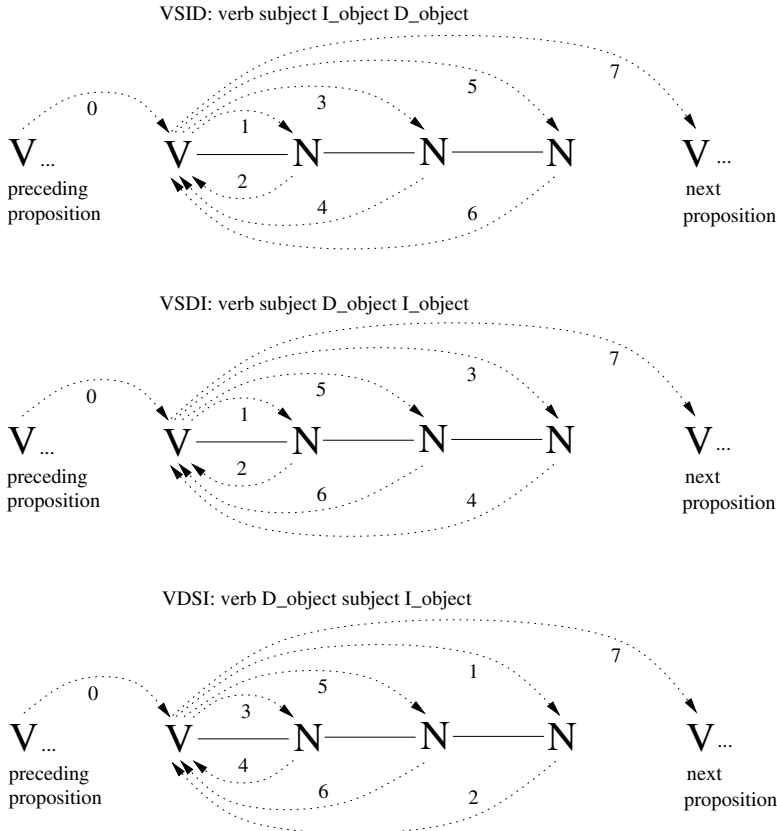 VSID: verb subject I_object D_object
0 1 3 5 7
V... V N N N V...
2 4 6
preceding proposition
next proposition
VSDI: verb subject D_object I_object
0 1 5 3 7
V... V N N N V...
2 6 4
preceding proposition
next proposition
VDSI: verb D_object subject I_object
0 3 5 1 7
V... V N N N V...
4 6 2
preceding proposition
next proposition